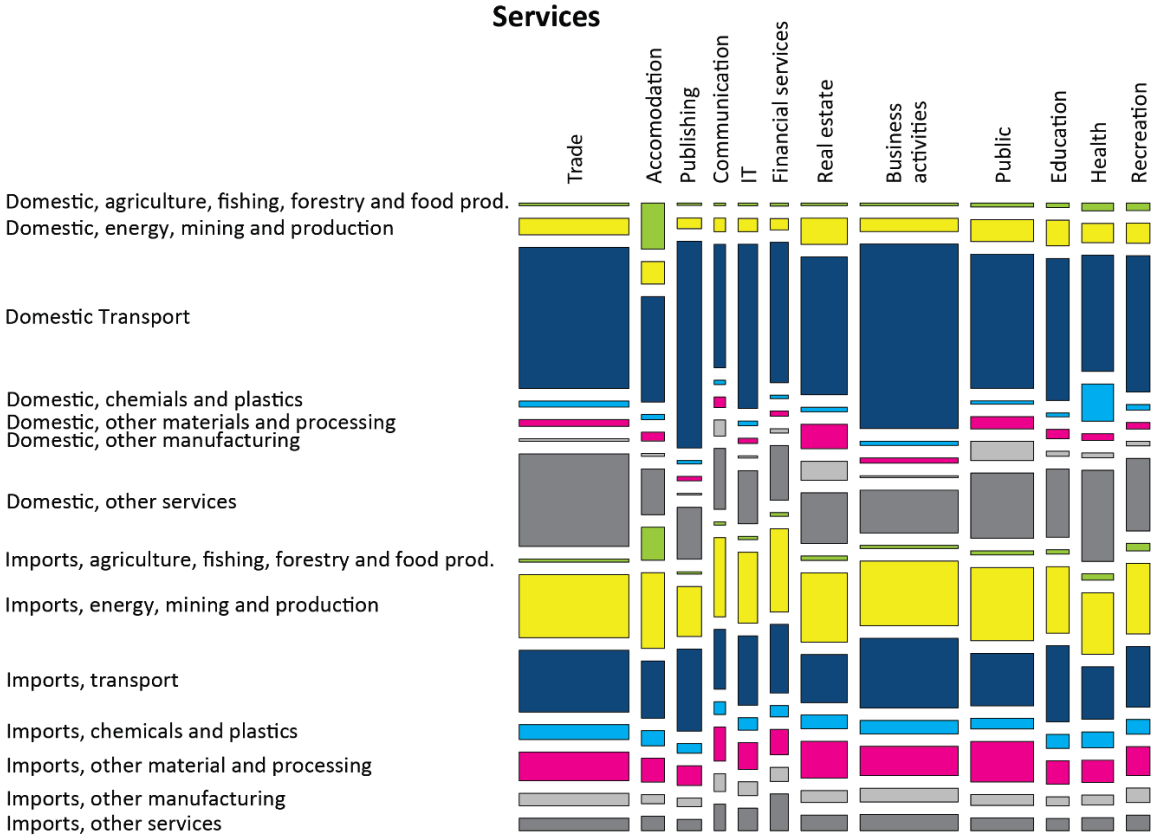 Services
Trade
Accomodation
Publishing
Communication
IT
Financial services
Real estate
Business
activities
Public
Education
Health
Recreation
Domestic, agriculture, fishing, forestry and food prod.
Domestic, energy, mining and production
Domestic Transport
Domestic, chemials and plastics
Domestic, other materials and processing
Domestic, other manufacturing
Domestic, other services
Imports, agriculture, fishing, forestry and food prod.
Imports, energy, mining and production
Imports, transport
Imports, chemicals and plastics
Imports, other material and processing
Imports, other manufacturing
Imports, other services